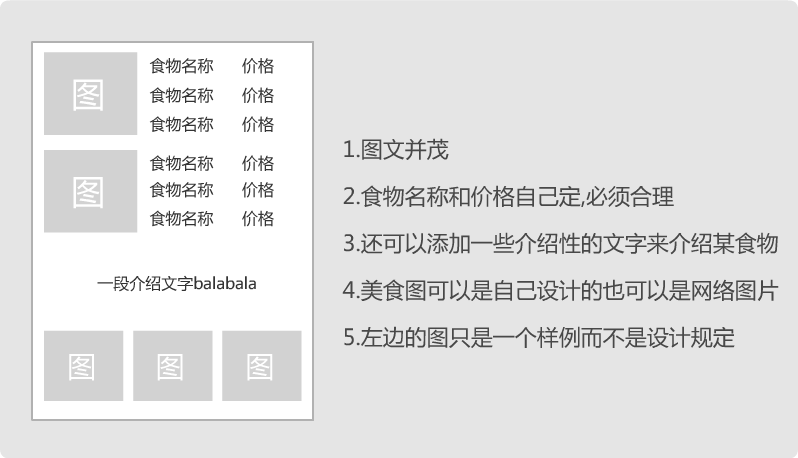 图
食物名称 价格
食物名称 价格
食物名称 价格
图
食物名称 价格
食物名称 价格
食物名称 价格
一段介绍文字balabala
图 图 图
1.图文并茂
2.食物名称和价格自己定,必须合理
3.还可以添加一些介绍性的文字来介绍某食物
4.美食图可以是自己设计的也可以是网络图片
5.左边的图只是一个样例而不是设计规定